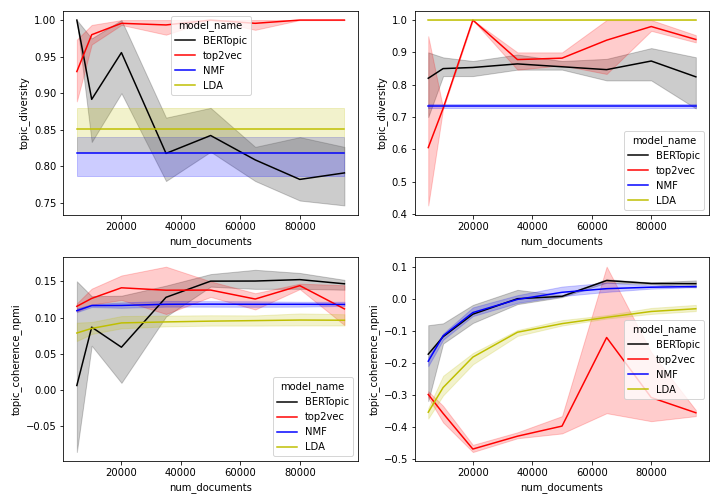 1.00
0.95
0.90
0.85
0.80
0.75
topic_diversity
20000 40000 60000 80000
num_documents
model_name
BERTopic
top2vec
NMF
LDA
1.0
0.9
0.8
0.7
0.6
0.5
0.4
topic_diversity
20000 40000 60000 80000
num_documents
model_name
BERTopic
top2vec
NMF
LDA
0.15
0.10
0.05
0.00
−0.05
topic_coherence_npmi
20000 40000 60000 80000
num_documents
model_name
BERTopic
top2vec
NMF
LDA
0.1
0.0
−0.1
−0.2
−0.3
−0.4
−0.5
topic_coherence_npmi
20000 40000 60000 80000
num_documents
model_name
BERTopic
top2vec
NMF
LDA